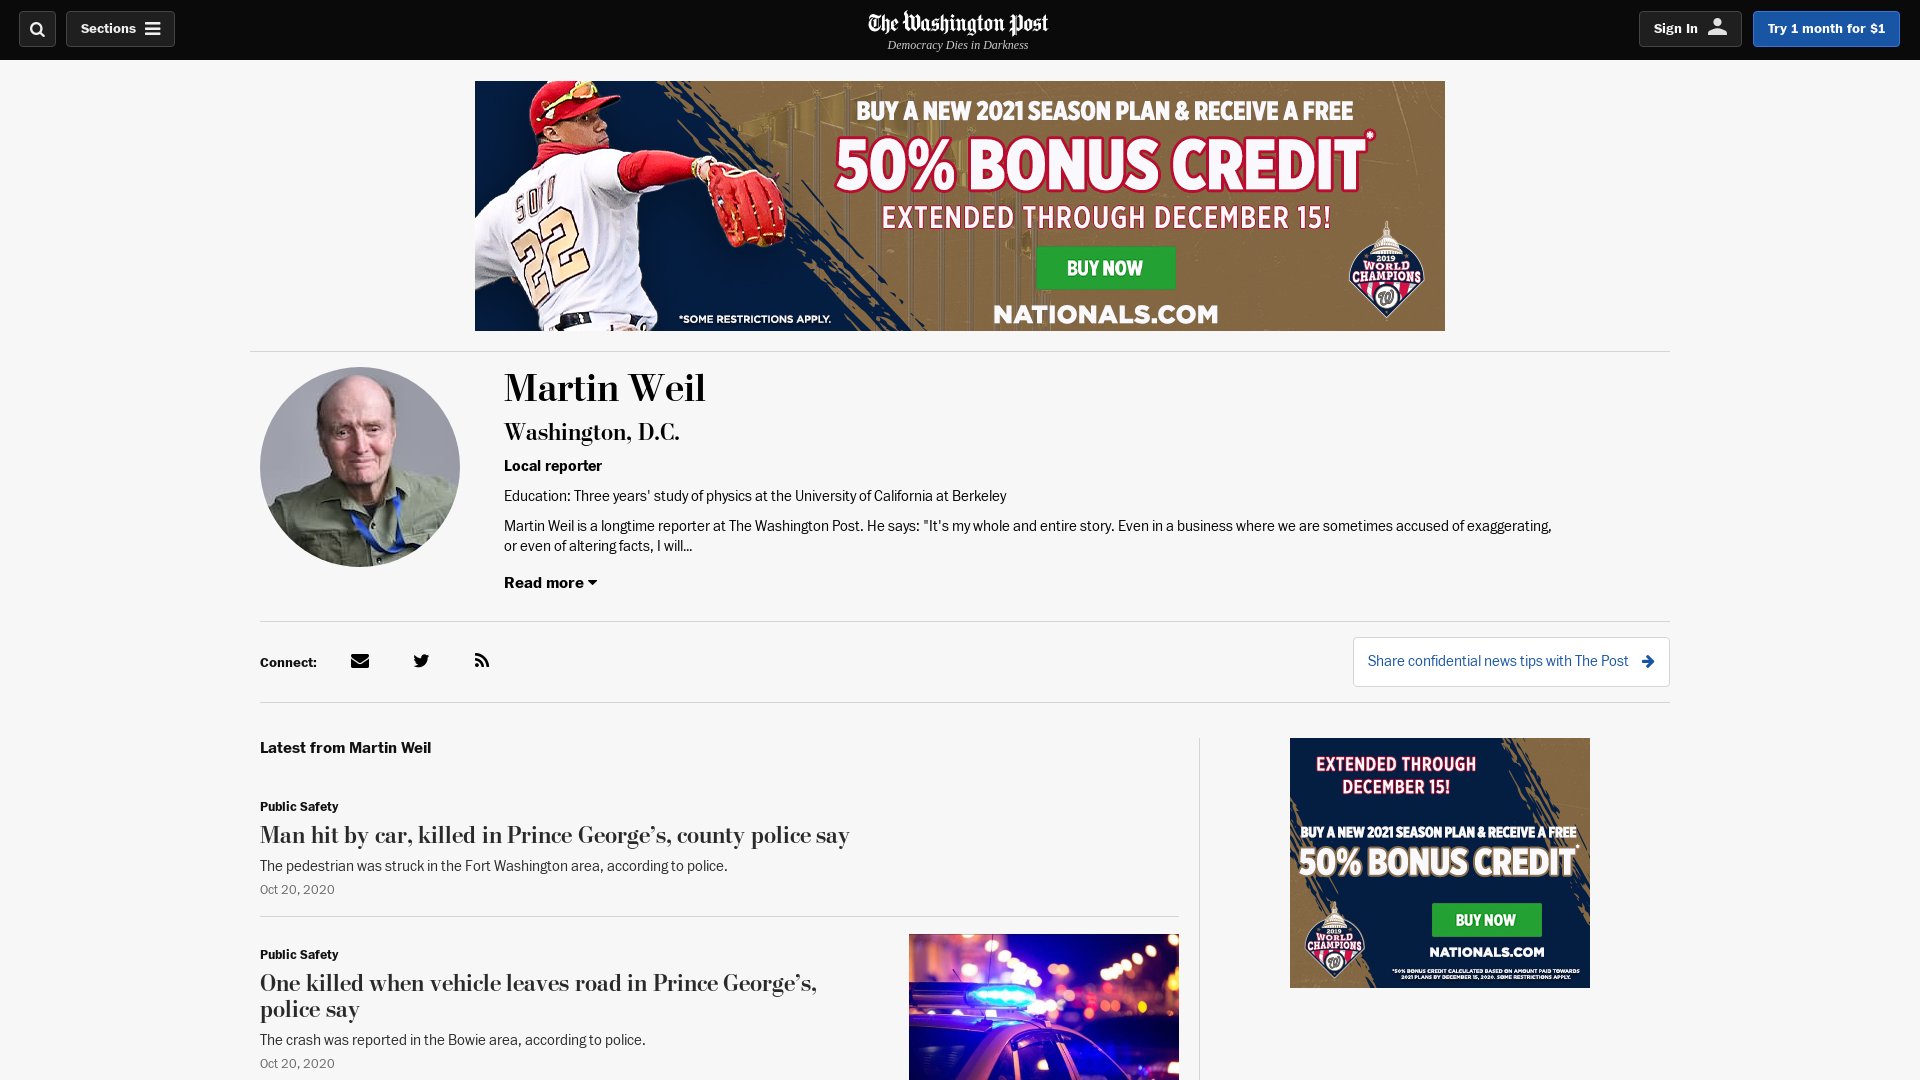 Sections
The Washington Post
Democracy Dies in Darkness
Sign In
Try 1 month for $1
BUY A NEW 2021 SEASON PLAN & RECEIVE A FREE
50% BONUS CREDIT*
EXTENDED THROUGH DECEMBER 15!
BUY NOW
NATIONALS.COM
*SOME RESTRICTIONS APPLY.
SOTO
22
2019
WORLD
CHAMPIONS
W
Martin Weil
Washington, D.C.
Local reporter
Education: Three years' study of physics at the University of California at Berkeley
Martin Weil is a longtime reporter at The Washington Post. He says: "It's my whole and entire story. Even in a business where we are sometimes accused of exaggerating,
or even of altering facts, I will...
Read more
Connect:
Share confidential news tips with The Post
Latest from Martin Weil
Public Safety
Man hit by car, killed in Prince George’s, county police say
The pedestrian was struck in the Fort Washington area, according to police.
Oct 20, 2020
Public Safety
One killed when vehicle leaves road in Prince George’s,
police say
The crash was reported in the Bowie area, according to police.
Oct 20, 2020
EXTENDED THROUGH
DECEMBER 15!
BUY A NEW 2021 SEASON PLAN & RECEIVE A FREE
50% BONUS CREDIT*
BUY NOW
NATIONALS.COM
2019
WORLD
CHAMPIONS
W
*50% BONUS CREDIT CALCULATED BASED ON AMOUNT PAID TOWARDS
2021 PLANS BY DECEMBER 15, 2020. SOME RESTRICTIONS APPLY.